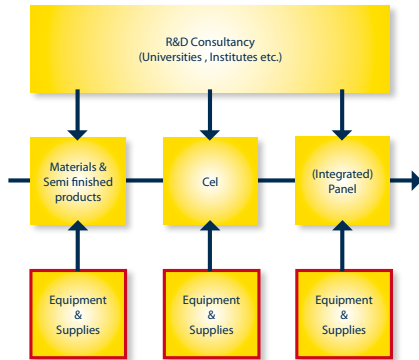 R&D Consultancy
(Universities , Institutes etc.)
Materials &
Semi finished
products
Cel
(Integrated)
Panel
Equipment
&
Supplies
Equipment
&
Supplies
Equipment
&
Supplies